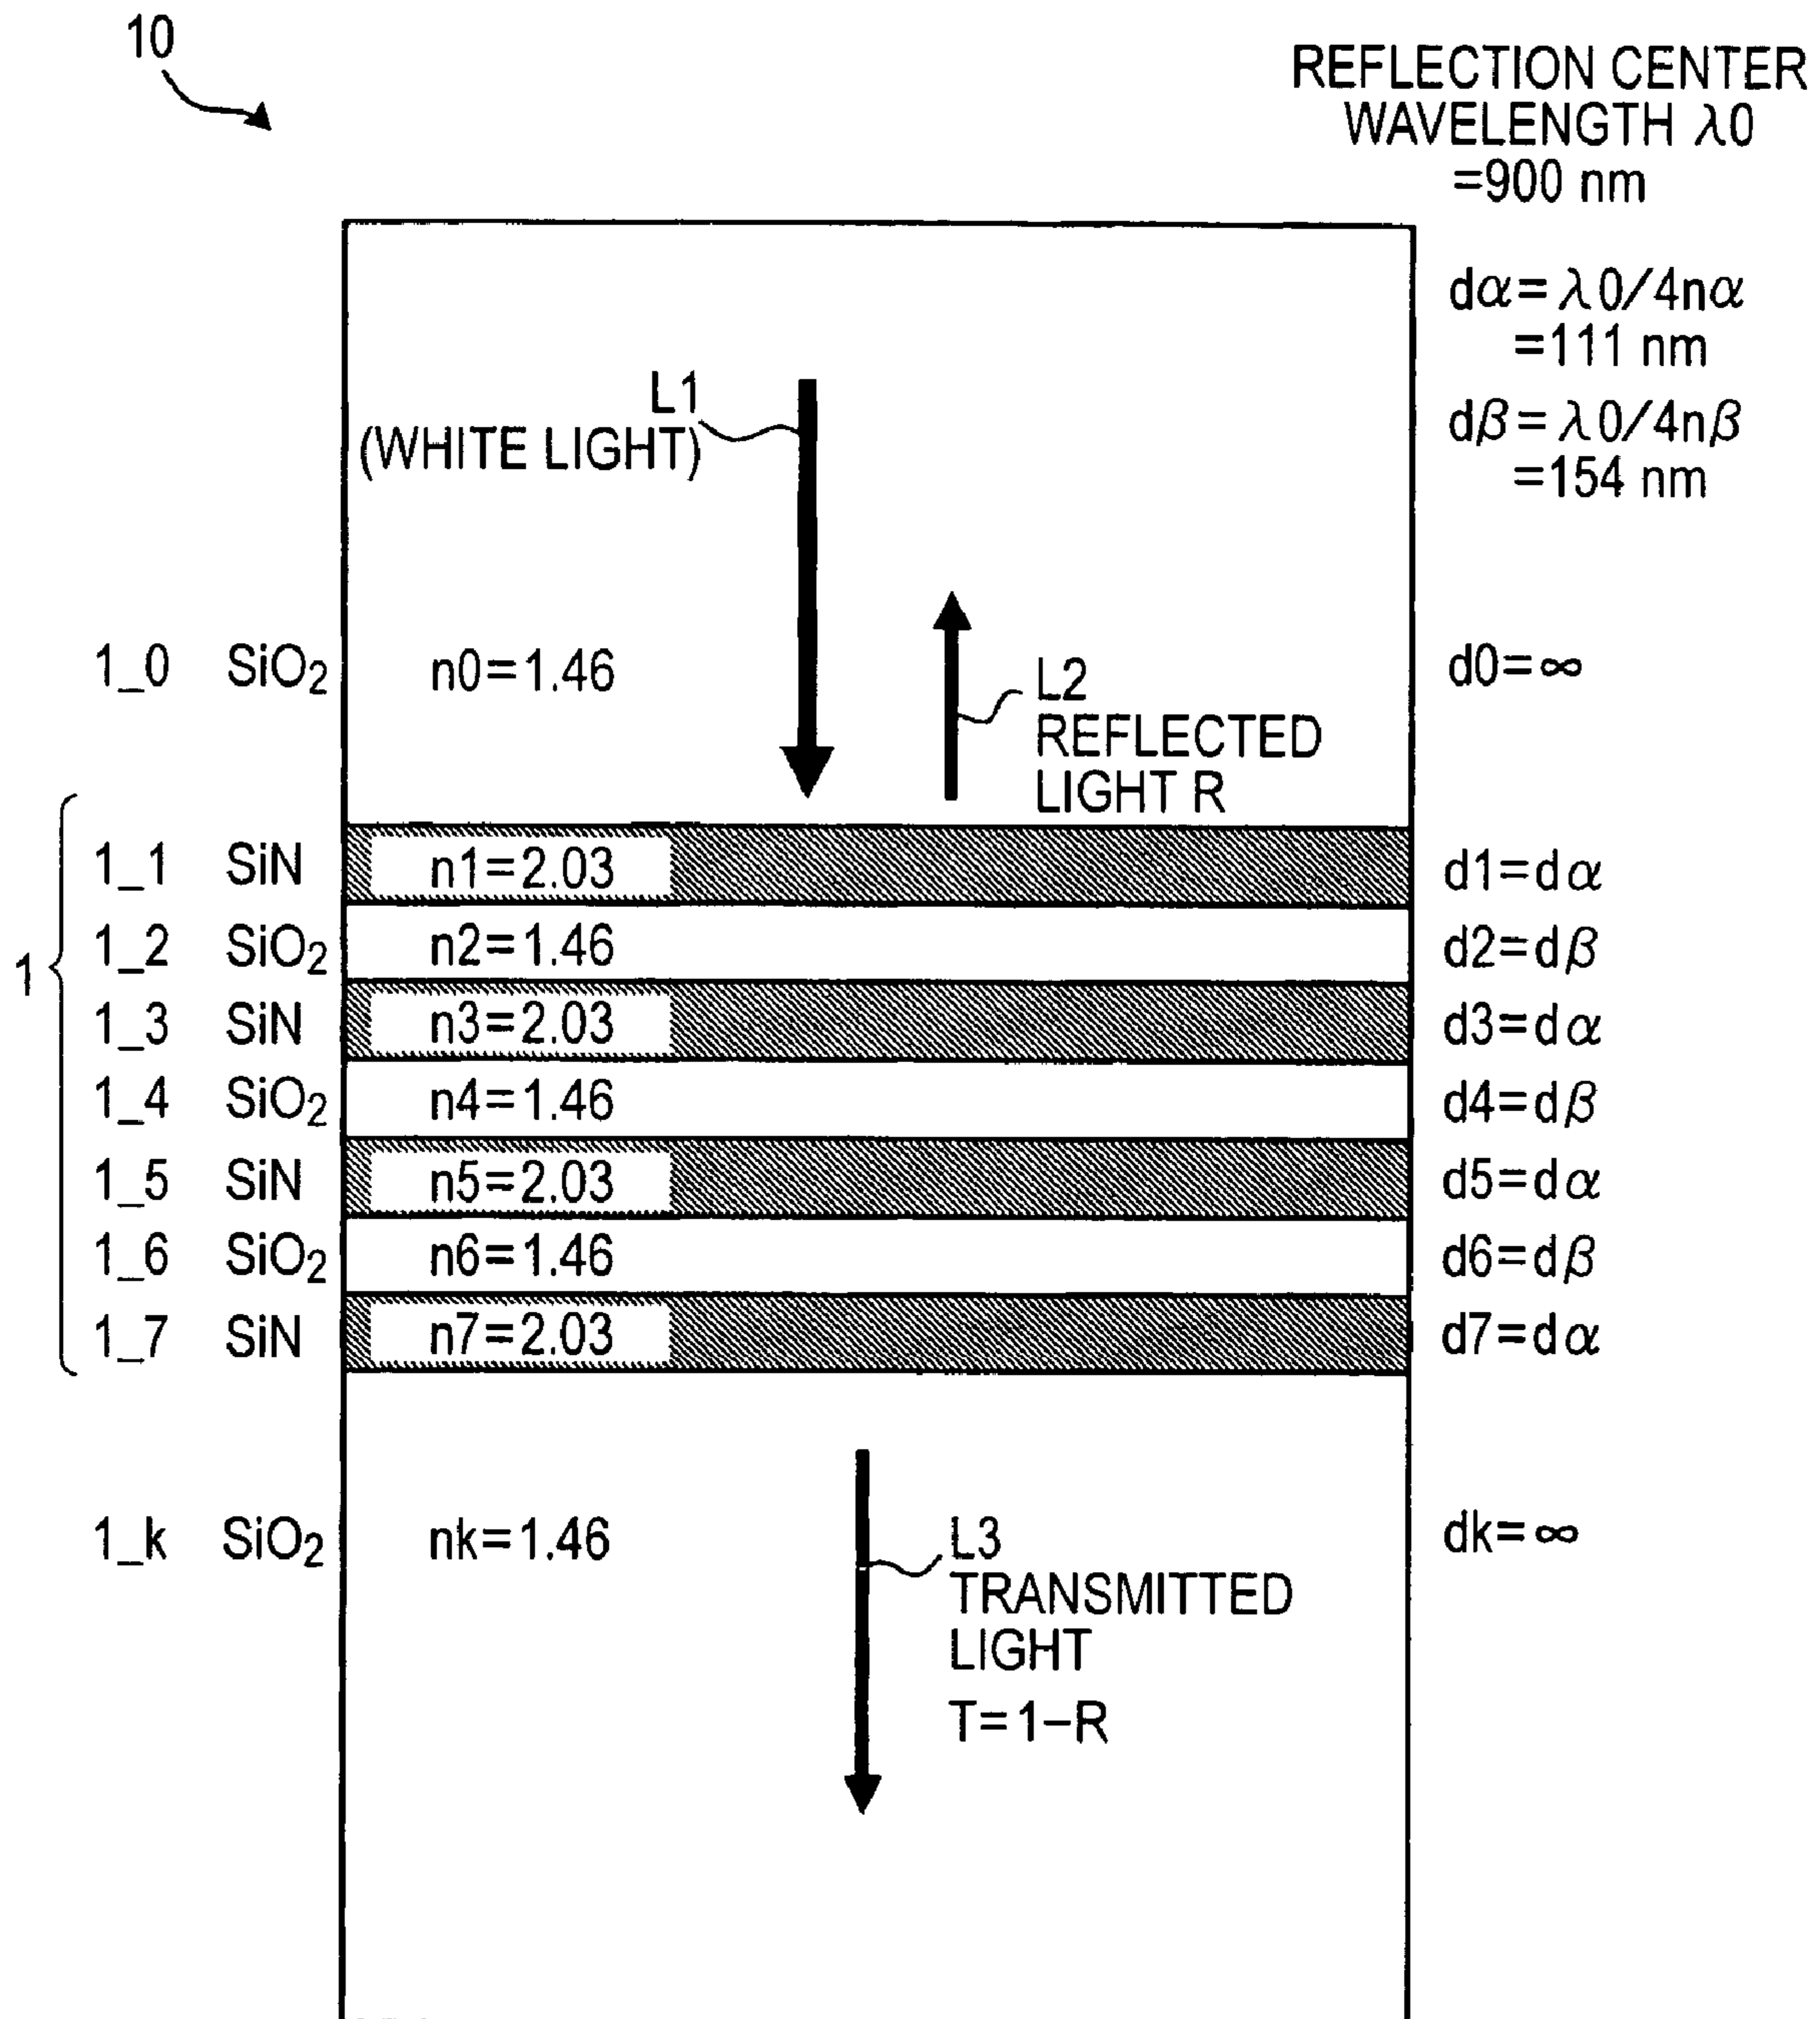 10
REFLECTION CENTER
WAVELENGTH λ0
=900 nm
dα=λ0/4nα
=111 nm
dβ=λ0/4nβ
=154 nm
L1
(WHITE LIGHT)
1_0 SiO2 n0=1.46 d0=∞
L2
REFLECTED
LIGHT R
1
1_1 SiN n1=2.03 d1=dα
1_2 SiO2 n2=1.46 d2=dβ
1_3 SiN n3=2.03 d3=dα
1_4 SiO2 n4=1.46 d4=dβ
1_5 SiN n5=2.03 d5=dα
1_6 SiO2 n6=1.46 d6=dβ
1_7 SiN n7=2.03 d7=dα
1_k SiO2 nk=1.46 dk=∞
L3
TRANSMITTED
LIGHT
T=1−R